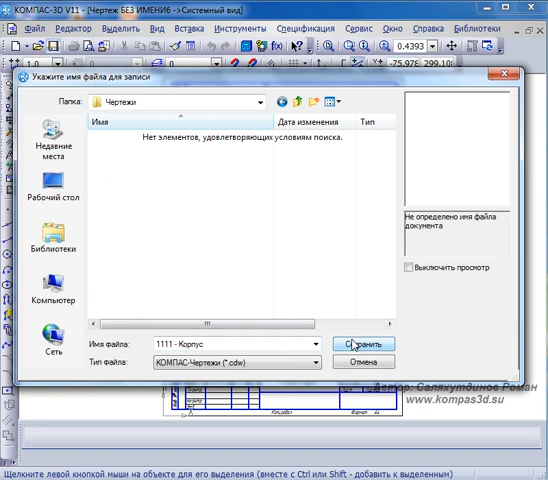 КОМПАС-3D V11 - [Чертеж БЕЗ ИМЕНИ6 ->Системный вид]
Файл Редактор Выделить Вид Вставка Инструменты Спецификация Сервис Окно Справка Библиотеки
0.4393
1.0 0 -75.978 299.108
Укажите имя файла для записи
Папка: Чертежи
Имя Дата изменения Тип
Нет элементов, удовлетворяющих условиям поиска.
Недавние места
Рабочий стол
Библиотеки
Компьютер
Сеть
Не определено имя файла
документа
Выключить просмотр
Имя файла: 1111 - Корпус Сохранить
Тип файла: КОМПАС-Чертежи (*.cdw) Отмена
Автор: Саляхутдинов Роман
www.kompas3d.su
Копировал Формат А4
Щелкните левой кнопкой мыши на объекте для его выделения (вместе с Ctrl или Shift - добавить к выделенным)